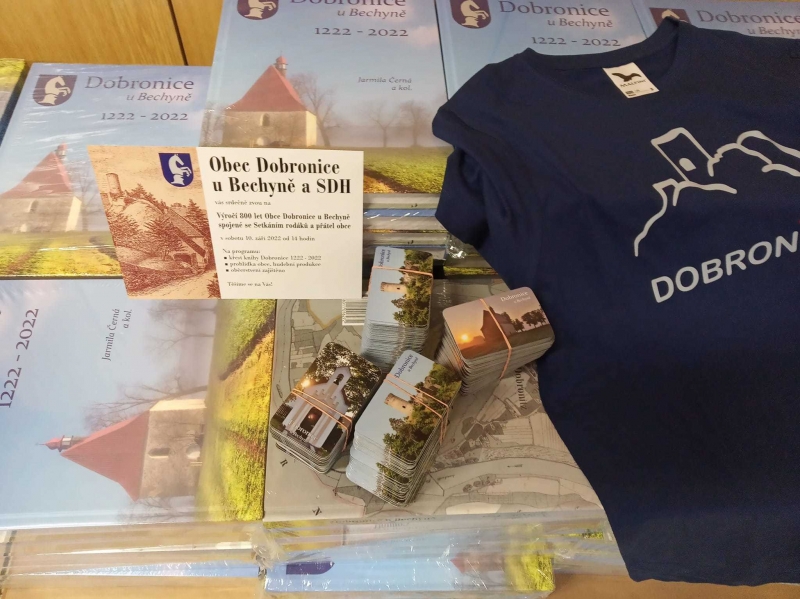 Dobronice
u Bechyně
1222 - 2022
Jarmila Černá
a kol.
Dobronice
u Bechyně
1222 - 2022
Dobronice
u Bechyně
1222 - 2022
Obec Dobronice
u Bechyně a SDH
vás srdečně zvou na
Výročí 800 let Obce Dobronice u Bechyně
spojené se Setkáním rodáků a přátel obce
v sobotu 10. září 2022 od 14 hodin
Na programu:
● křest knihy Dobronice 1222 - 2022
● prohlídka obce, hudební produkce
● občerstvení zajištěno
Těšíme se na Vás!
1222 - 2022
Jarmila Černá
a kol.
Dobronice
Dobronice
u Bechyně
DOBRON